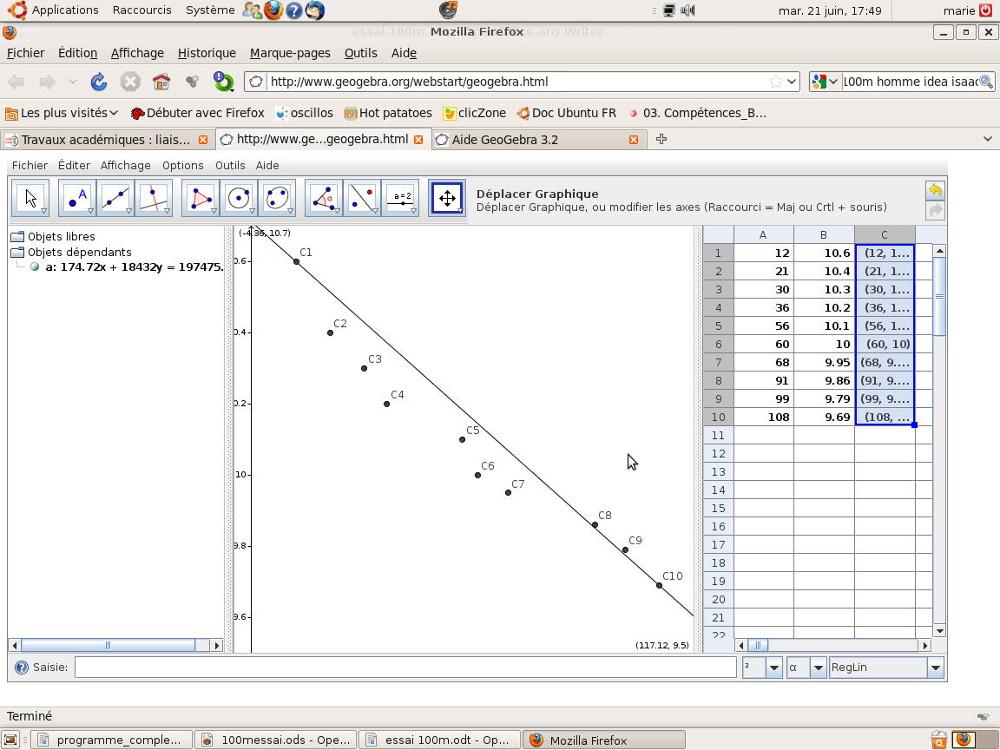 Applications Raccourcis Système mar. 21 juin, 17:49 marie
Mozilla Firefox
Fichier Édition Affichage Historique Marque-pages Outils Aide
http://www.geogebra.org/webstart/geogebra.html 100m homme idea isaac
Les plus visités Débuter avec Firefox oscillos Hot patatoes clicZone Doc Ubuntu FR 03. Compétences_B...
Travaux académiques : liais... http://www.ge...geogebra.html Aide GeoGebra 3.2
Fichier Éditer Affichage Options Outils Aide
A α a = 2
Déplacer Graphique
Déplacer Graphique, ou modifier les axes (Raccourci = Maj ou Crtl + souris)
Objets libres
Objets dépendants
a: 174.72x + 18432y = 197475.
(-4.36, 10.7)
C1
0.6
C2
0.4
C3
C4
0.2
C5
C6
10
C7
C8
C9
9.8
C10
9.6
(117.12, 9.5)
A B C
1 12 10.6 (12, 1...
2 21 10.4 (21, 1...
3 30 10.3 (30, 1...
4 36 10.2 (36, 1...
5 56 10.1 (56, 1...
6 60 10 (60, 10)
7 68 9.95 (68, 9....
8 91 9.86 (91, 9....
9 99 9.79 (99, 9....
10 108 9.69 (108, ...
11
12
13
14
15
16
17
18
19
20
21
22
Saisie: ² α RegLin
Terminé
programme_comple... 100messai.ods - Ope... essai 100m.odt - Op... Mozilla Firefox